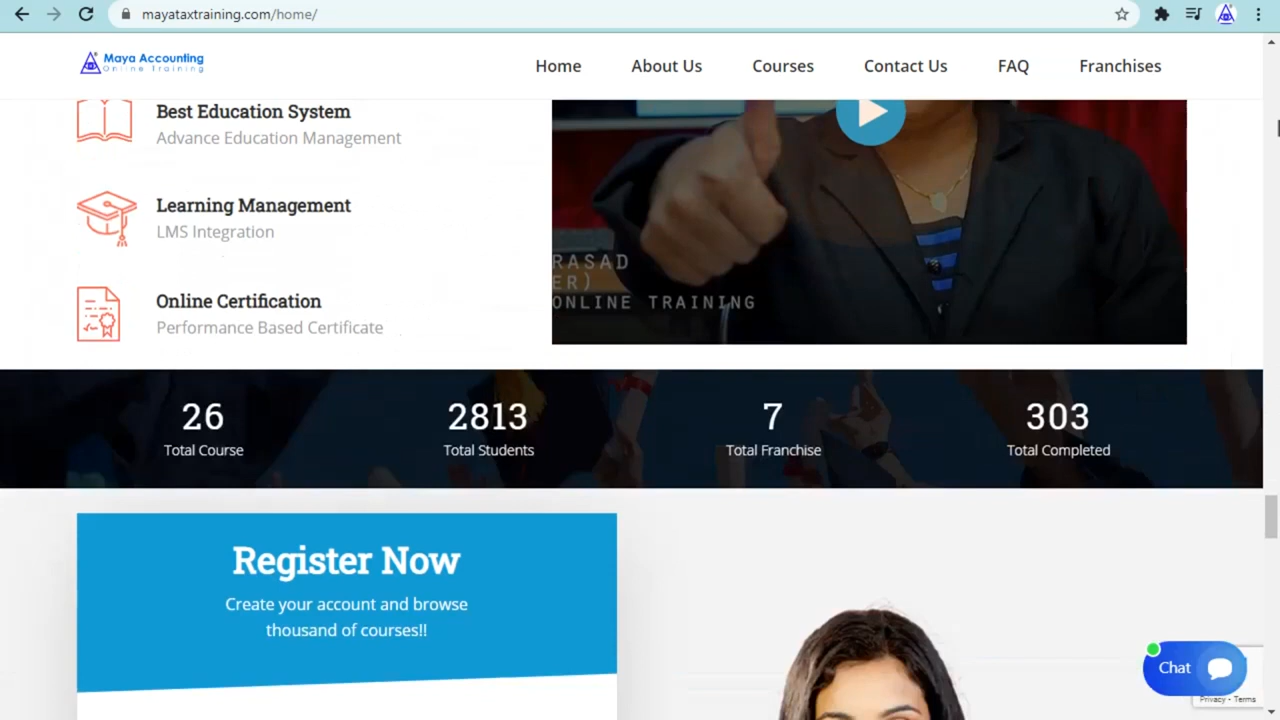 mayataxtraining.com/home/
Maya Accounting
Online Training
Home
About Us
Courses
Contact Us
FAQ
Franchises
Best Education System
Advance Education Management
Learning Management
LMS Integration
Online Certification
Performance Based Certificate
RASAD
ER)
ONLINE TRAINING
26
Total Course
2813
Total Students
7
Total Franchise
303
Total Completed
Register Now
Create your account and browse
thousand of courses!!
Chat
Privacy - Terms